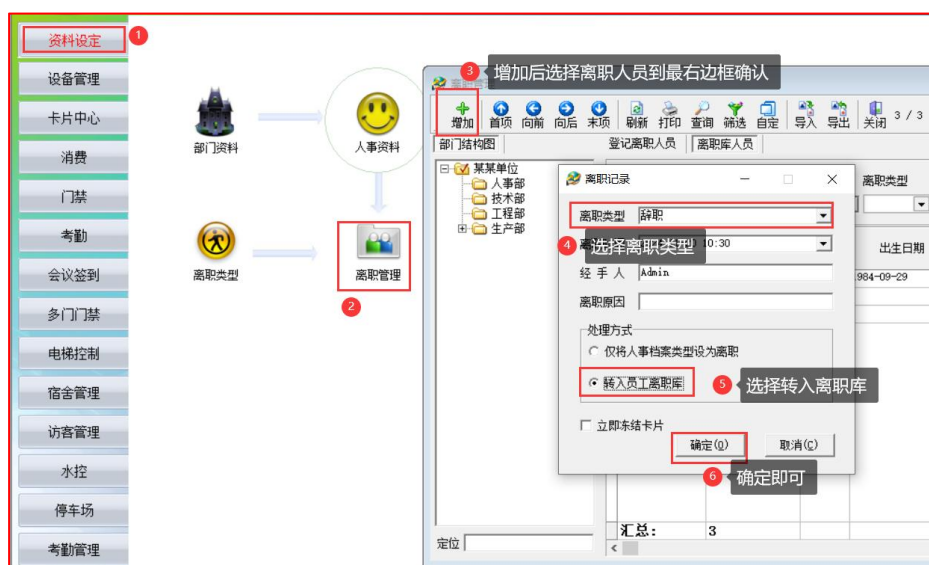 资料设定
1
设备管理
卡片中心
消费
门禁
考勤
会议签到
多门门禁
电梯控制
宿舍管理
访客管理
水控
停车场
考勤管理
部门资料
人事资料
离职类型
离职管理
2
3
增加后选择离职人员到最右边框确认
增加
首项
向前
向后
末项
刷新
打印
查询
筛选
自定
导入
导出
关闭
3 / 3
部门结构图
登记离职人员
离职库人员
某某单位
人事部
技术部
工程部
生产部
定位
离职类型
出生日期
984-09-29
汇总:
3
离职记录
离职类型
辞职
4
选择离职类型
10:30
经 手 人
Admin
离职原因
处理方式
仅将人事档案类型设为离职
转入员工离职库
5
选择转入离职库
立即冻结卡片
确定(O)
取消(C)
6
确定即可